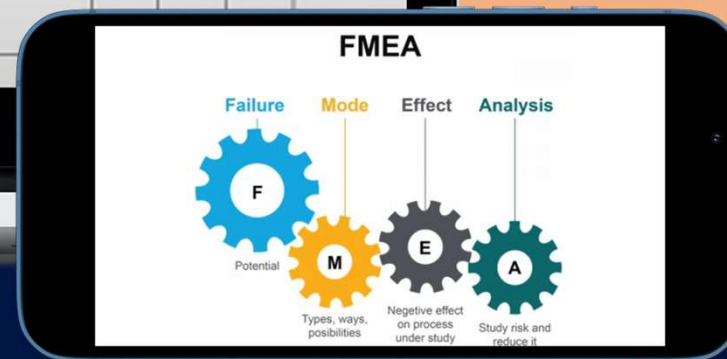 FMEA
Failure Mode Effect Analysis
F
M
E
A
Potential
Types, ways,
posibilities
Negetive effect
on process
under study
Study risk and
reduce it